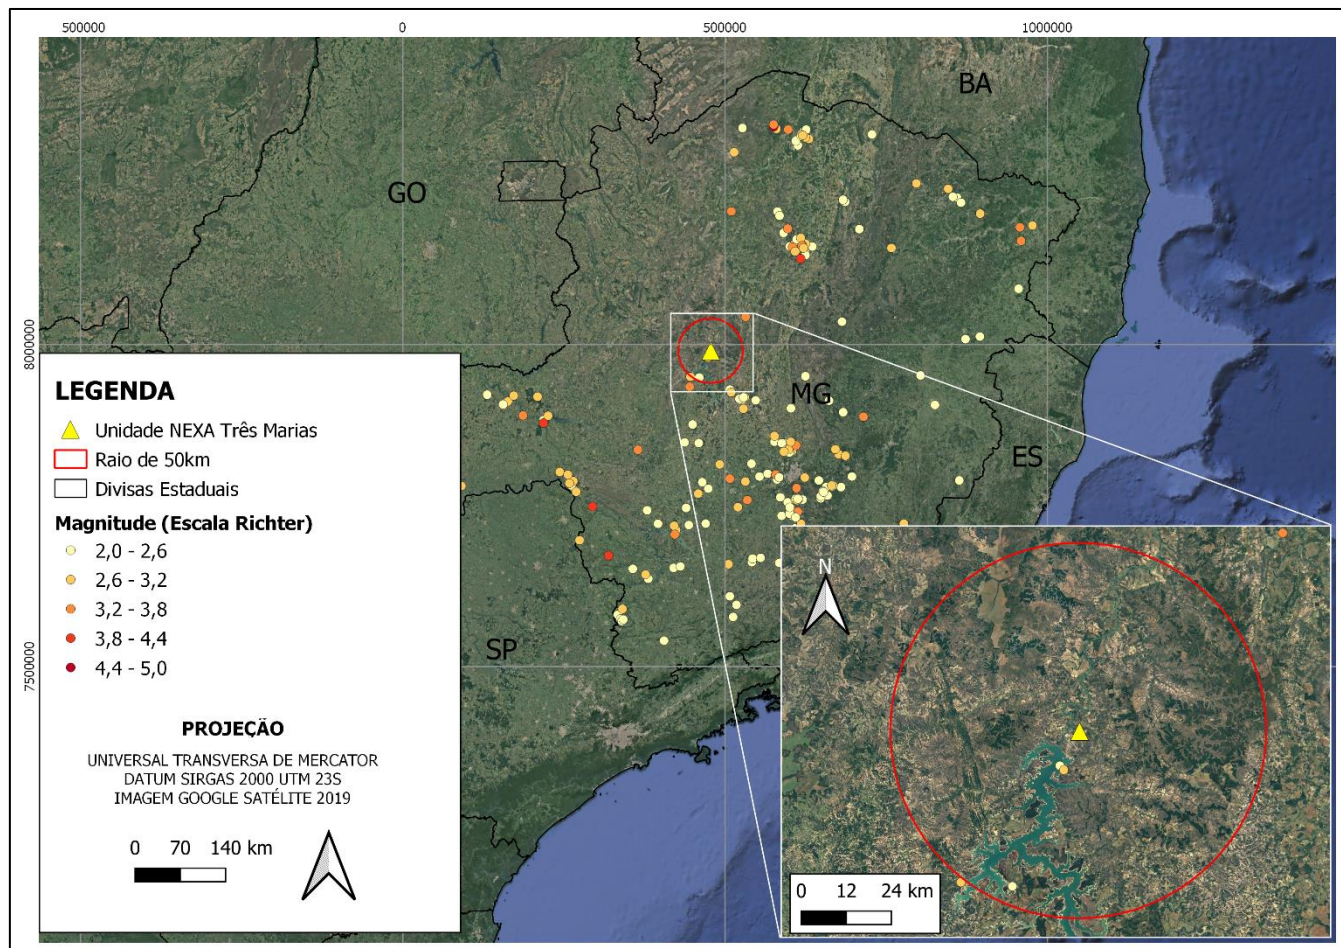 500000
0
500000
1000000
BA
GO
8000000
MG
ES
SP
7500000
LEGENDA
Unidade NEXA Três Marias
Raio de 50km
Divisas Estaduais
Magnitude (Escala Richter)
2,0 - 2,6
2,6 - 3,2
3,2 - 3,8
3,8 - 4,4
4,4 - 5,0
PROJEÇÃO
UNIVERSAL TRANSVERSA DE MERCATOR
DATUM SIRGAS 2000 UTM 23S
IMAGEM GOOGLE SATÉLITE 2019
0 70 140 km
N
0 12 24 km